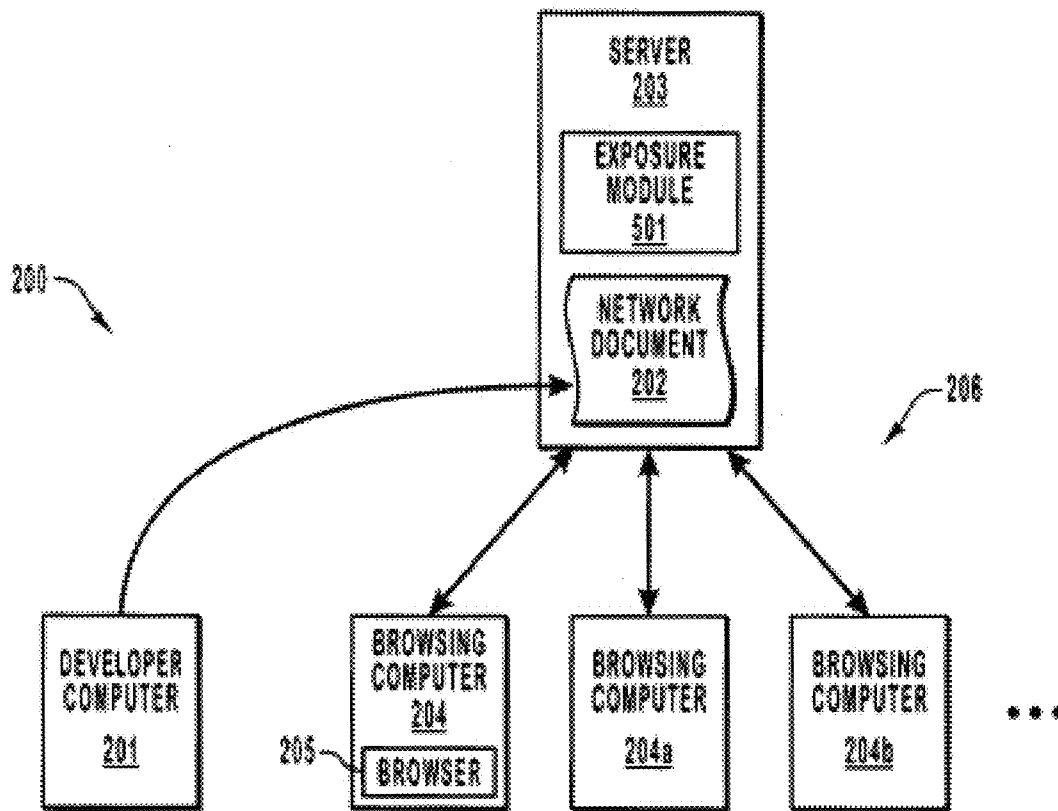 SERVER
203
EXPOSURE
MODULE
501
NETWORK
DOCUMENT
202
200
206
DEVELOPER
COMPUTER
201
BROWSING
COMPUTER
204
205
BROWSER
BROWSING
COMPUTER
204a
BROWSING
COMPUTER
204b
...